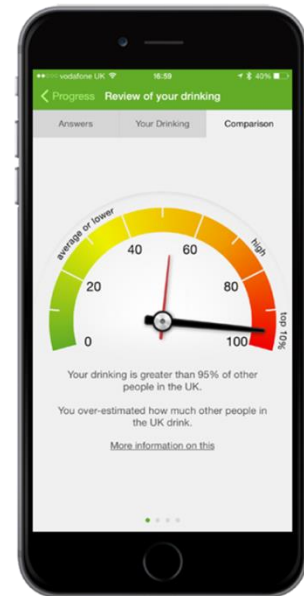 vodafone UK 16:59 40%
Progress Review of your drinking
Answers Your Drinking Comparison
average or lower
high
top 10%
40 60
20 80
0 100
Your drinking is greater than 95% of other
people in the UK.
You over-estimated how much other people in
the UK drink.
More information on this